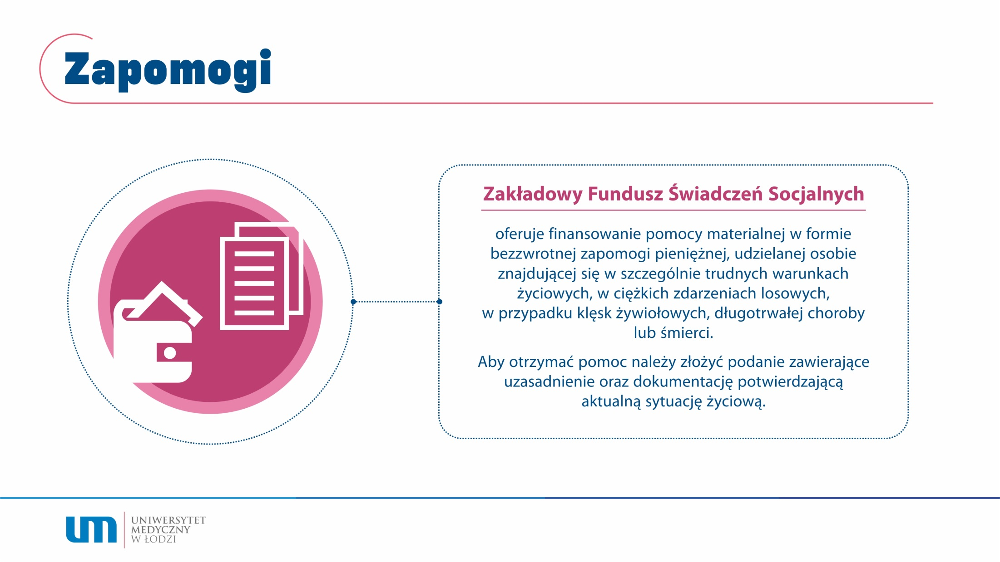 Zapomogi
Zakładowy Fundusz Świadczeń Socjalnych
oferuje finansowanie pomocy materialnej w formie
bezzwrotnej zapomogi pieniężnej, udzielanej osobie
znajdującej się w szczególnie trudnych warunkach
życiowych, w ciężkich zdarzeniach losowych,
w przypadku klęsk żywiołowych, długotrwałej choroby
lub śmierci.
Aby otrzymać pomoc należy złożyć podanie zawierające
uzasadnienie oraz dokumentację potwierdzającą
aktualną sytuację życiową.
um
UNIWERSYTET
MEDYCZNY
W ŁODZI